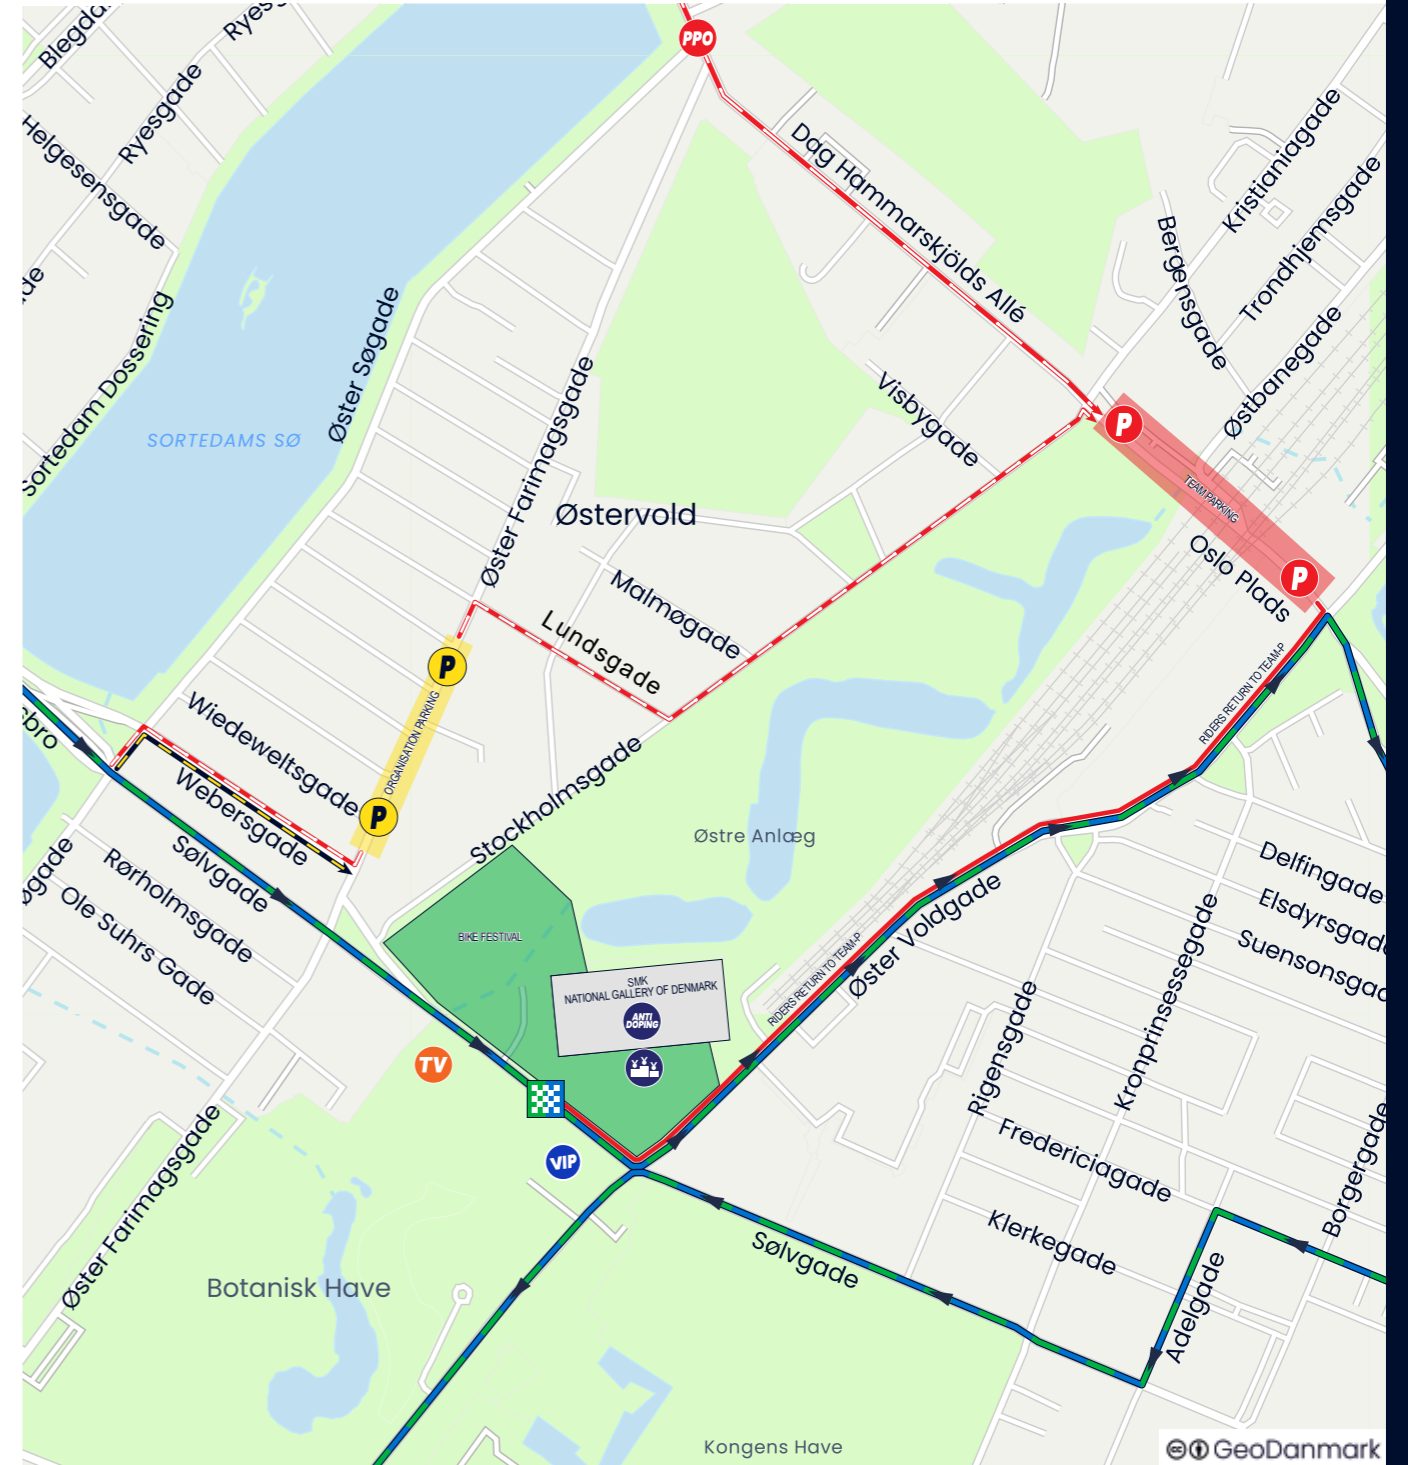 Blegda
Ryes
PPO
Ryesgade
Helgesensgade
Dag Hammarskjölds Allé
Kristianiagade
Trondhjemsgade
Bergensgade
Østbanegade
de
Sortedam Dossering
Øster Søgade
SORTEDAMS SØ
Øster Farimagsgade
Visbygade
P
TEAM PARKING
P
Oslo Plads
Østervold
Malmøgade
Lundsgade
P
ORGANISATION PARKING
P
RIDERS RETURN TO TEAM-P
sbro
Wiedeweltsgade
Webersgade
Sølvgade
Stockholmsgade
Østre Anlæg
Rørholmsgade
Ole Suhrs Gade
øgade
Delfingade
Elsdyrsgade
Suensonsgad
BIKE FESTIVAL
SMK
NATIONAL GALLERY OF DENMARK
ANTI
DOPING
RIDERS RETURN TO TEAM-P
Øster Voldgade
Kronprinsessegade
Rigensgade
TV
VIP
Fredericiagade
Borgergade
Klerkegade
Øster Farimagsgade
Sølvgade
Adelgade
Botanisk Have
Kongens Have
GeoDanmark